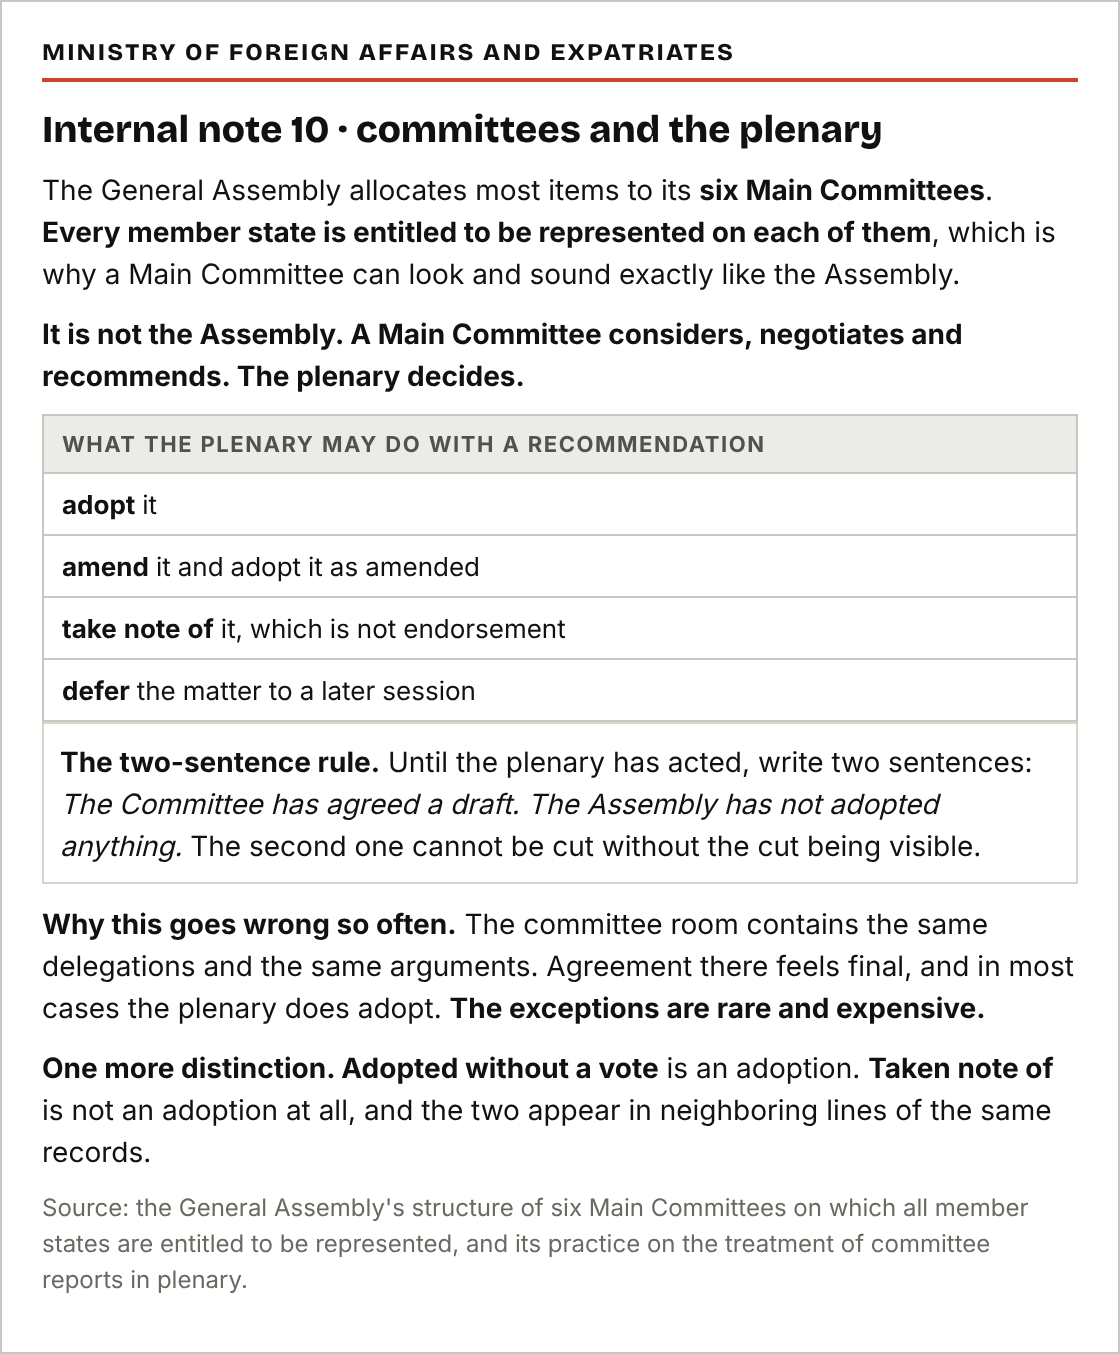 MINISTRY OF FOREIGN AFFAIRS AND EXPATRIATES
Internal note 10 · committees and the plenary
The General Assembly allocates most items to its six Main Committees.
Every member state is entitled to be represented on each of them, which is
why a Main Committee can look and sound exactly like the Assembly.
It is not the Assembly. A Main Committee considers, negotiates and
recommends. The plenary decides.
WHAT THE PLENARY MAY DO WITH A RECOMMENDATION
adopt it
amend it and adopt it as amended
take note of it, which is not endorsement
defer the matter to a later session
The two-sentence rule. Until the plenary has acted, write two sentences:
The Committee has agreed a draft. The Assembly has not adopted
anything. The second one cannot be cut without the cut being visible.
Why this goes wrong so often. The committee room contains the same
delegations and the same arguments. Agreement there feels final, and in most
cases the plenary does adopt. The exceptions are rare and expensive.
One more distinction. Adopted without a vote is an adoption. Taken note of
is not an adoption at all, and the two appear in neighboring lines of the same
records.
Source: the General Assembly's structure of six Main Committees on which all member
states are entitled to be represented, and its practice on the treatment of committee
reports in plenary.